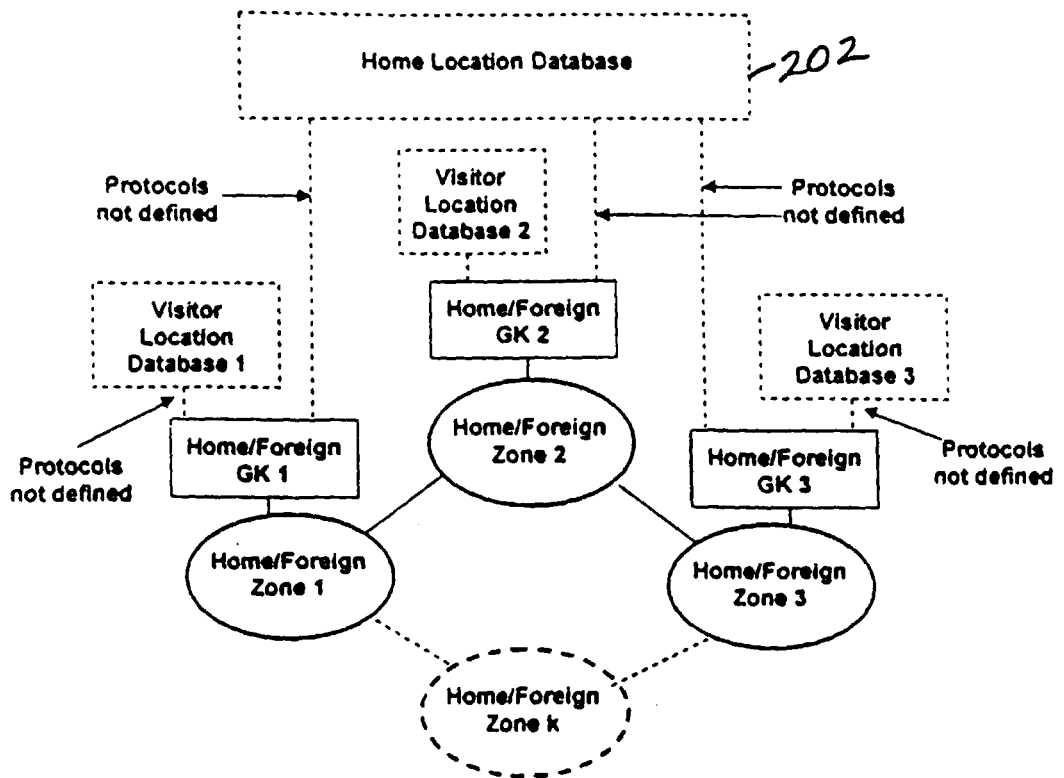 Home Location Database
202
Visitor
Location
Database 2
Protocols
not defined
Protocols
not defined
Visitor
Location
Database 1
Home/Foreign
GK 2
Visitor
Location
Database 3
Protocols
not defined
Home/Foreign
GK 1
Home/Foreign
Zone 2
Home/Foreign
GK 3
Protocols
not defined
Home/Foreign
Zone 1
Home/Foreign
Zone 3
Home/Foreign
Zone k